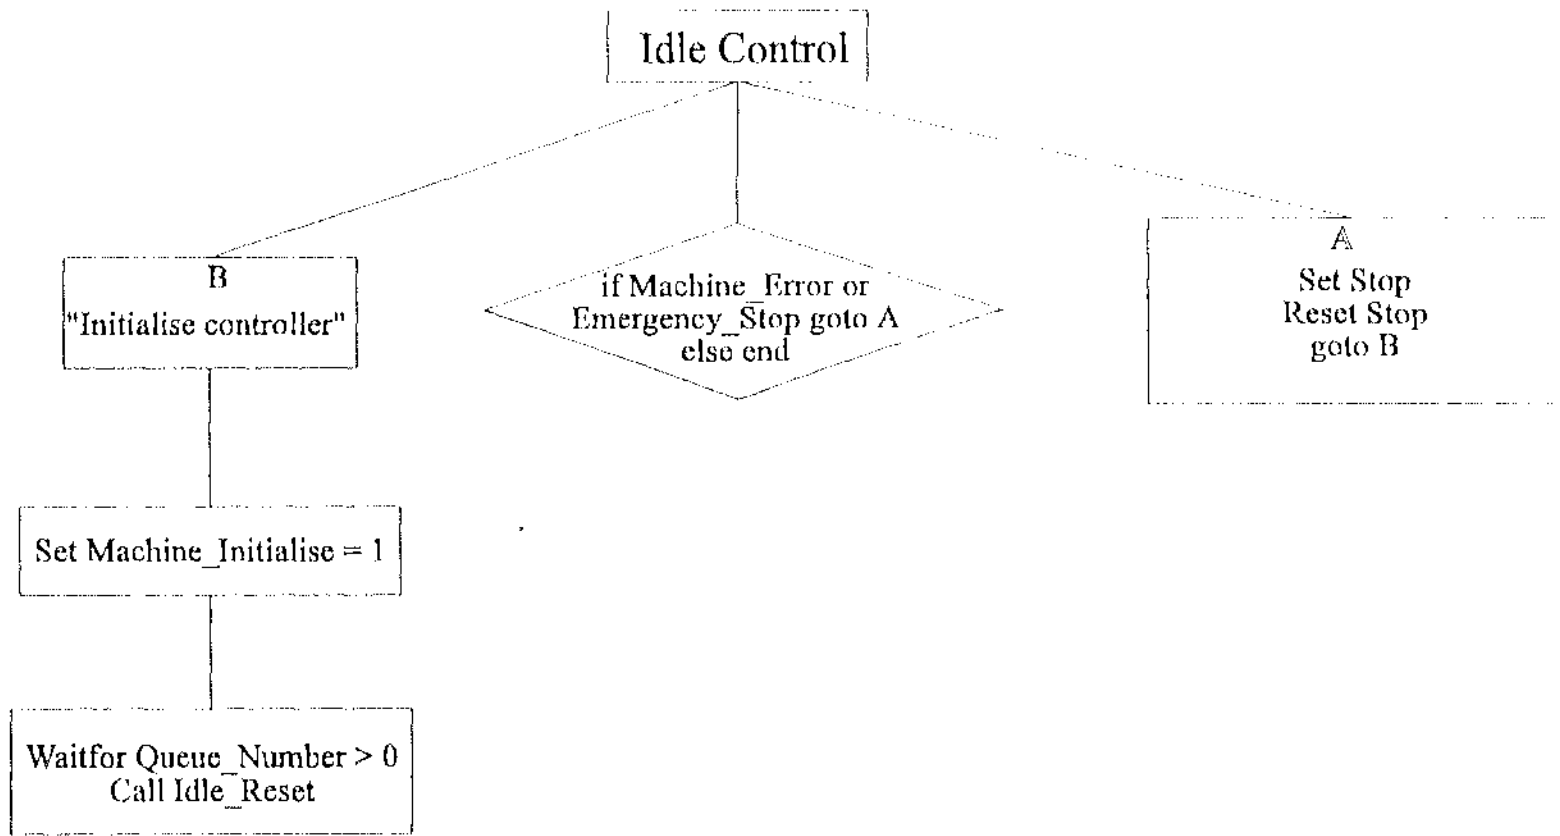 Idle Control
B
"Initialise controller"
if Machine_Error or
Emergency_Stop goto A
else end
A
Set Stop
Reset Stop
goto B
Set Machine_Initialise = 1
Waitfor Queue_Number > 0
Call Idle_Reset